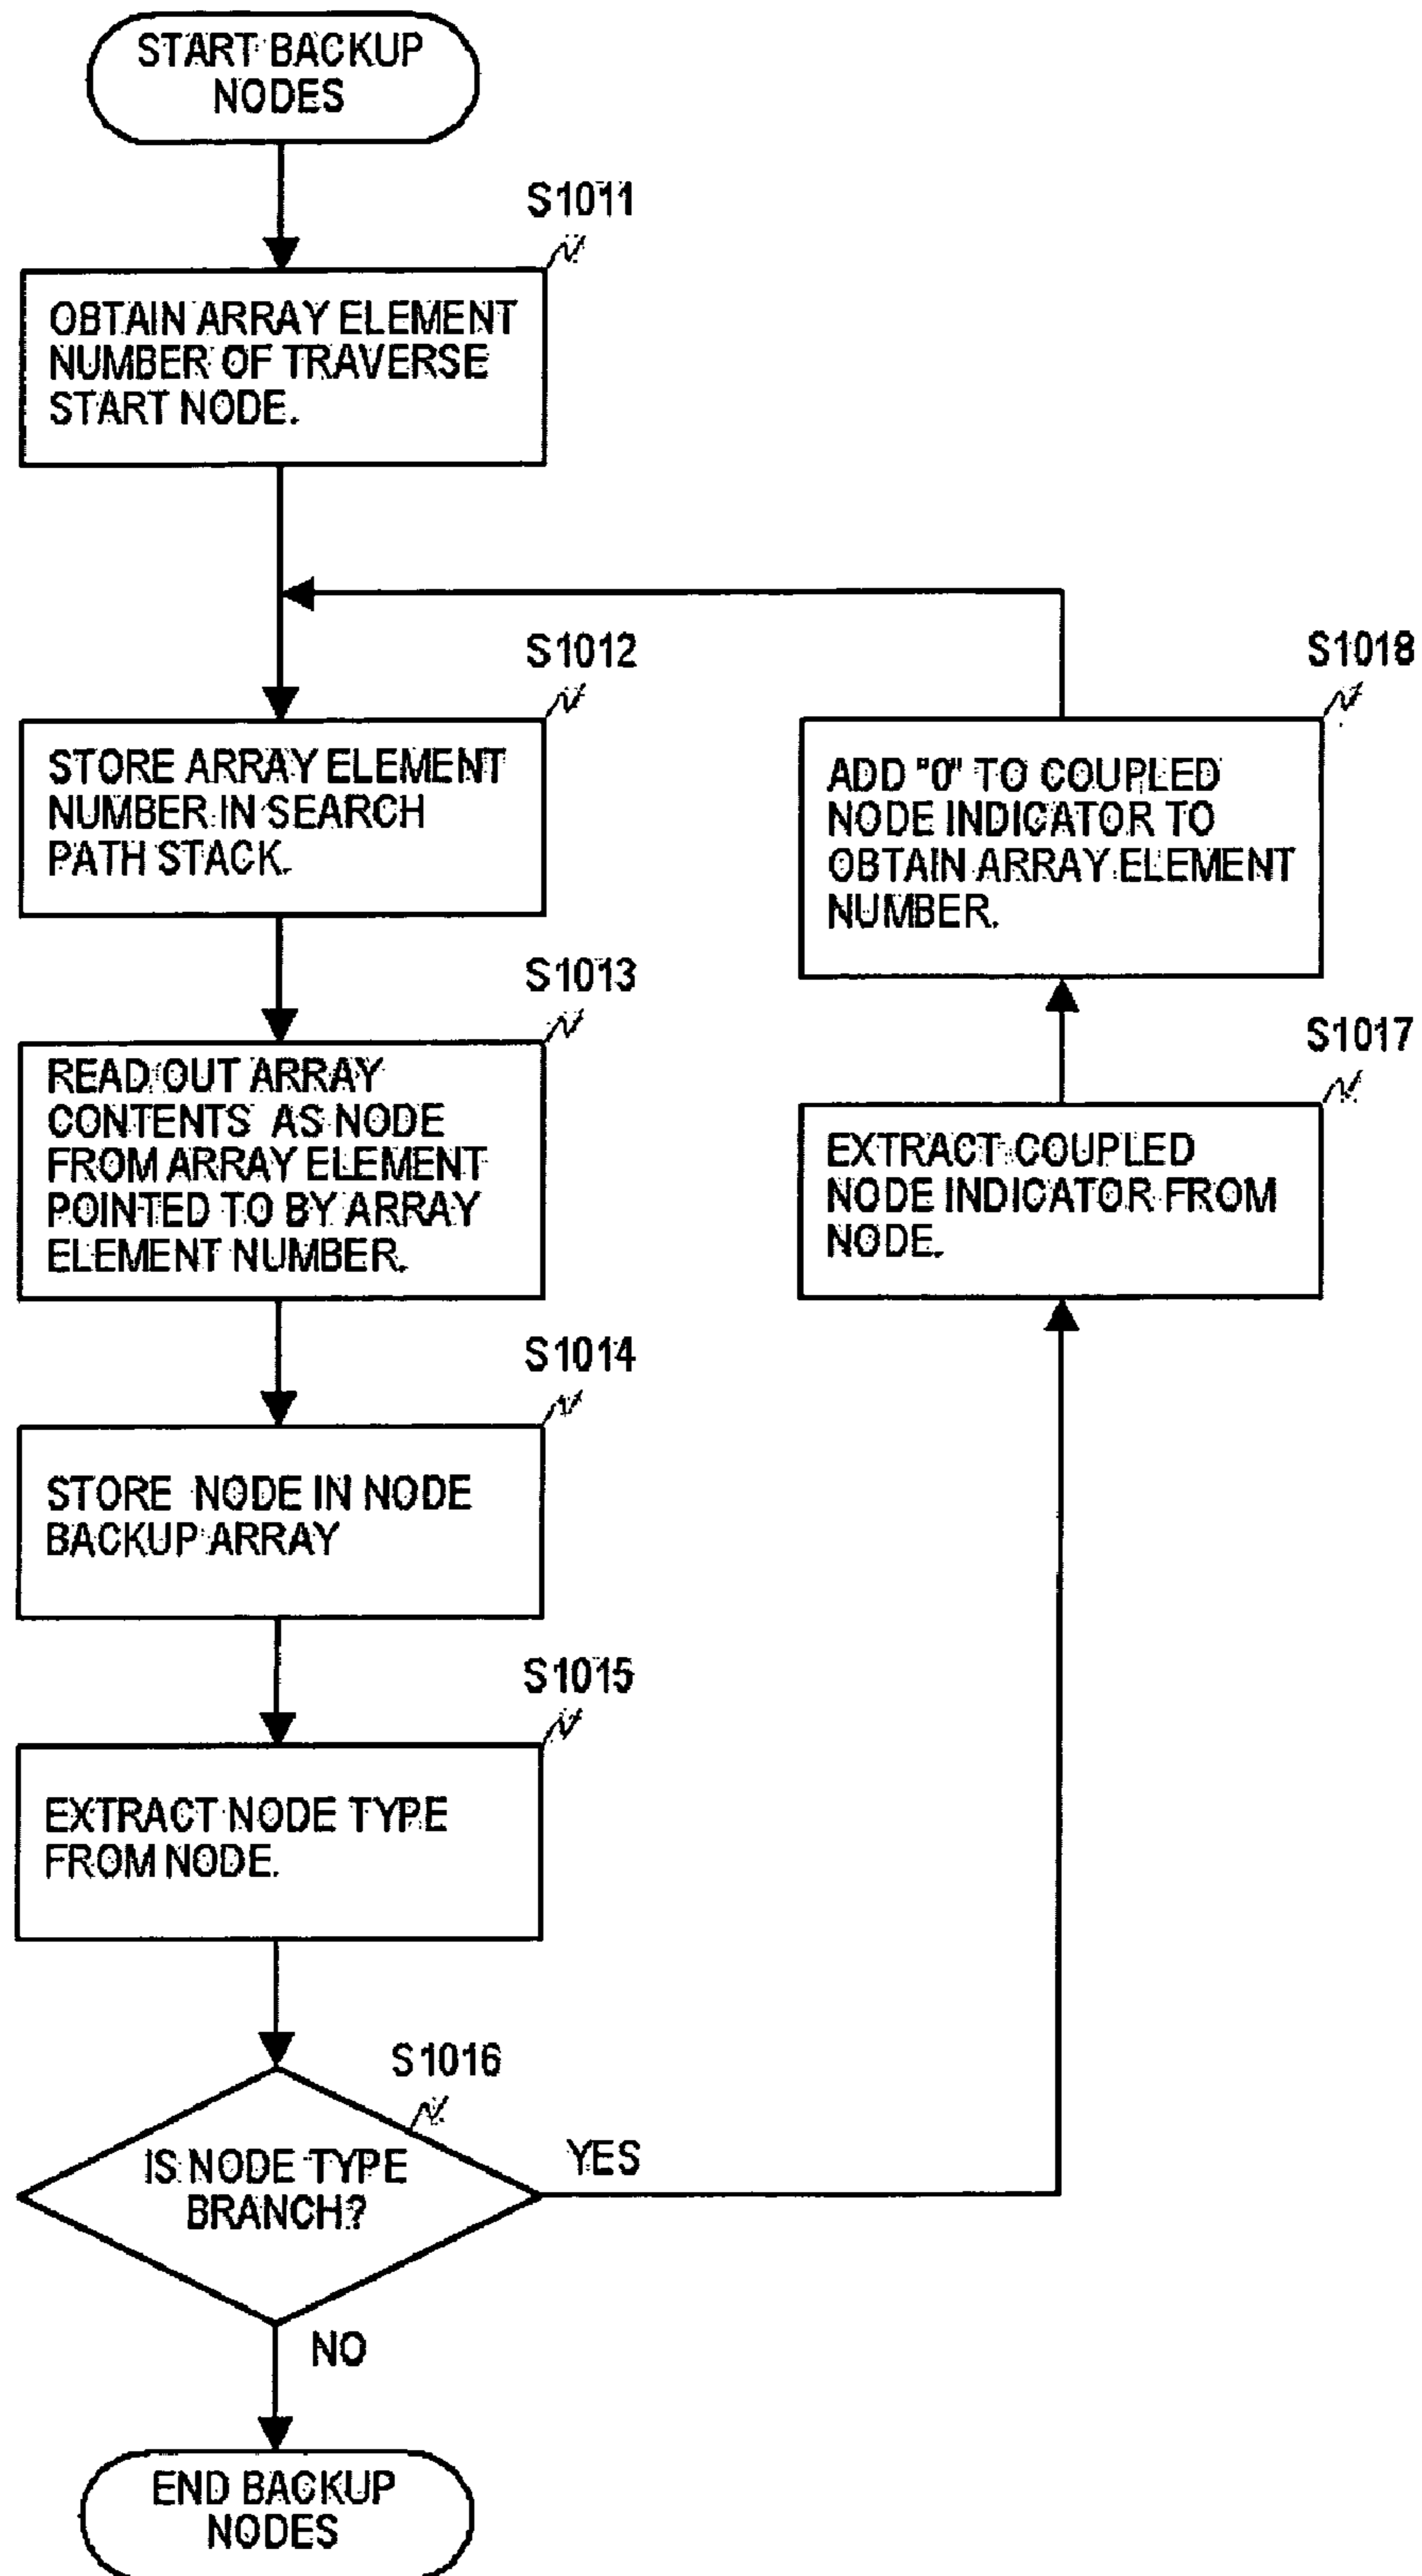 START BACKUP
NODES
S1011
OBTAIN ARRAY ELEMENT
NUMBER OF TRAVERSE
START NODE.
S1012
STORE ARRAY ELEMENT
NUMBER IN SEARCH
PATH STACK.
S1013
READ OUT ARRAY
CONTENTS AS NODE
FROM ARRAY ELEMENT
POINTED TO BY ARRAY
ELEMENT NUMBER.
S1014
STORE NODE IN NODE
BACKUP ARRAY
S1015
EXTRACT NODE TYPE
FROM NODE.
S1016
IS NODE TYPE
BRANCH?
YES
NO
S1017
EXTRACT COUPLED
NODE INDICATOR FROM
NODE.
S1018
ADD "0" TO COUPLED
NODE INDICATOR TO
OBTAIN ARRAY ELEMENT
NUMBER.
END BACKUP
NODES